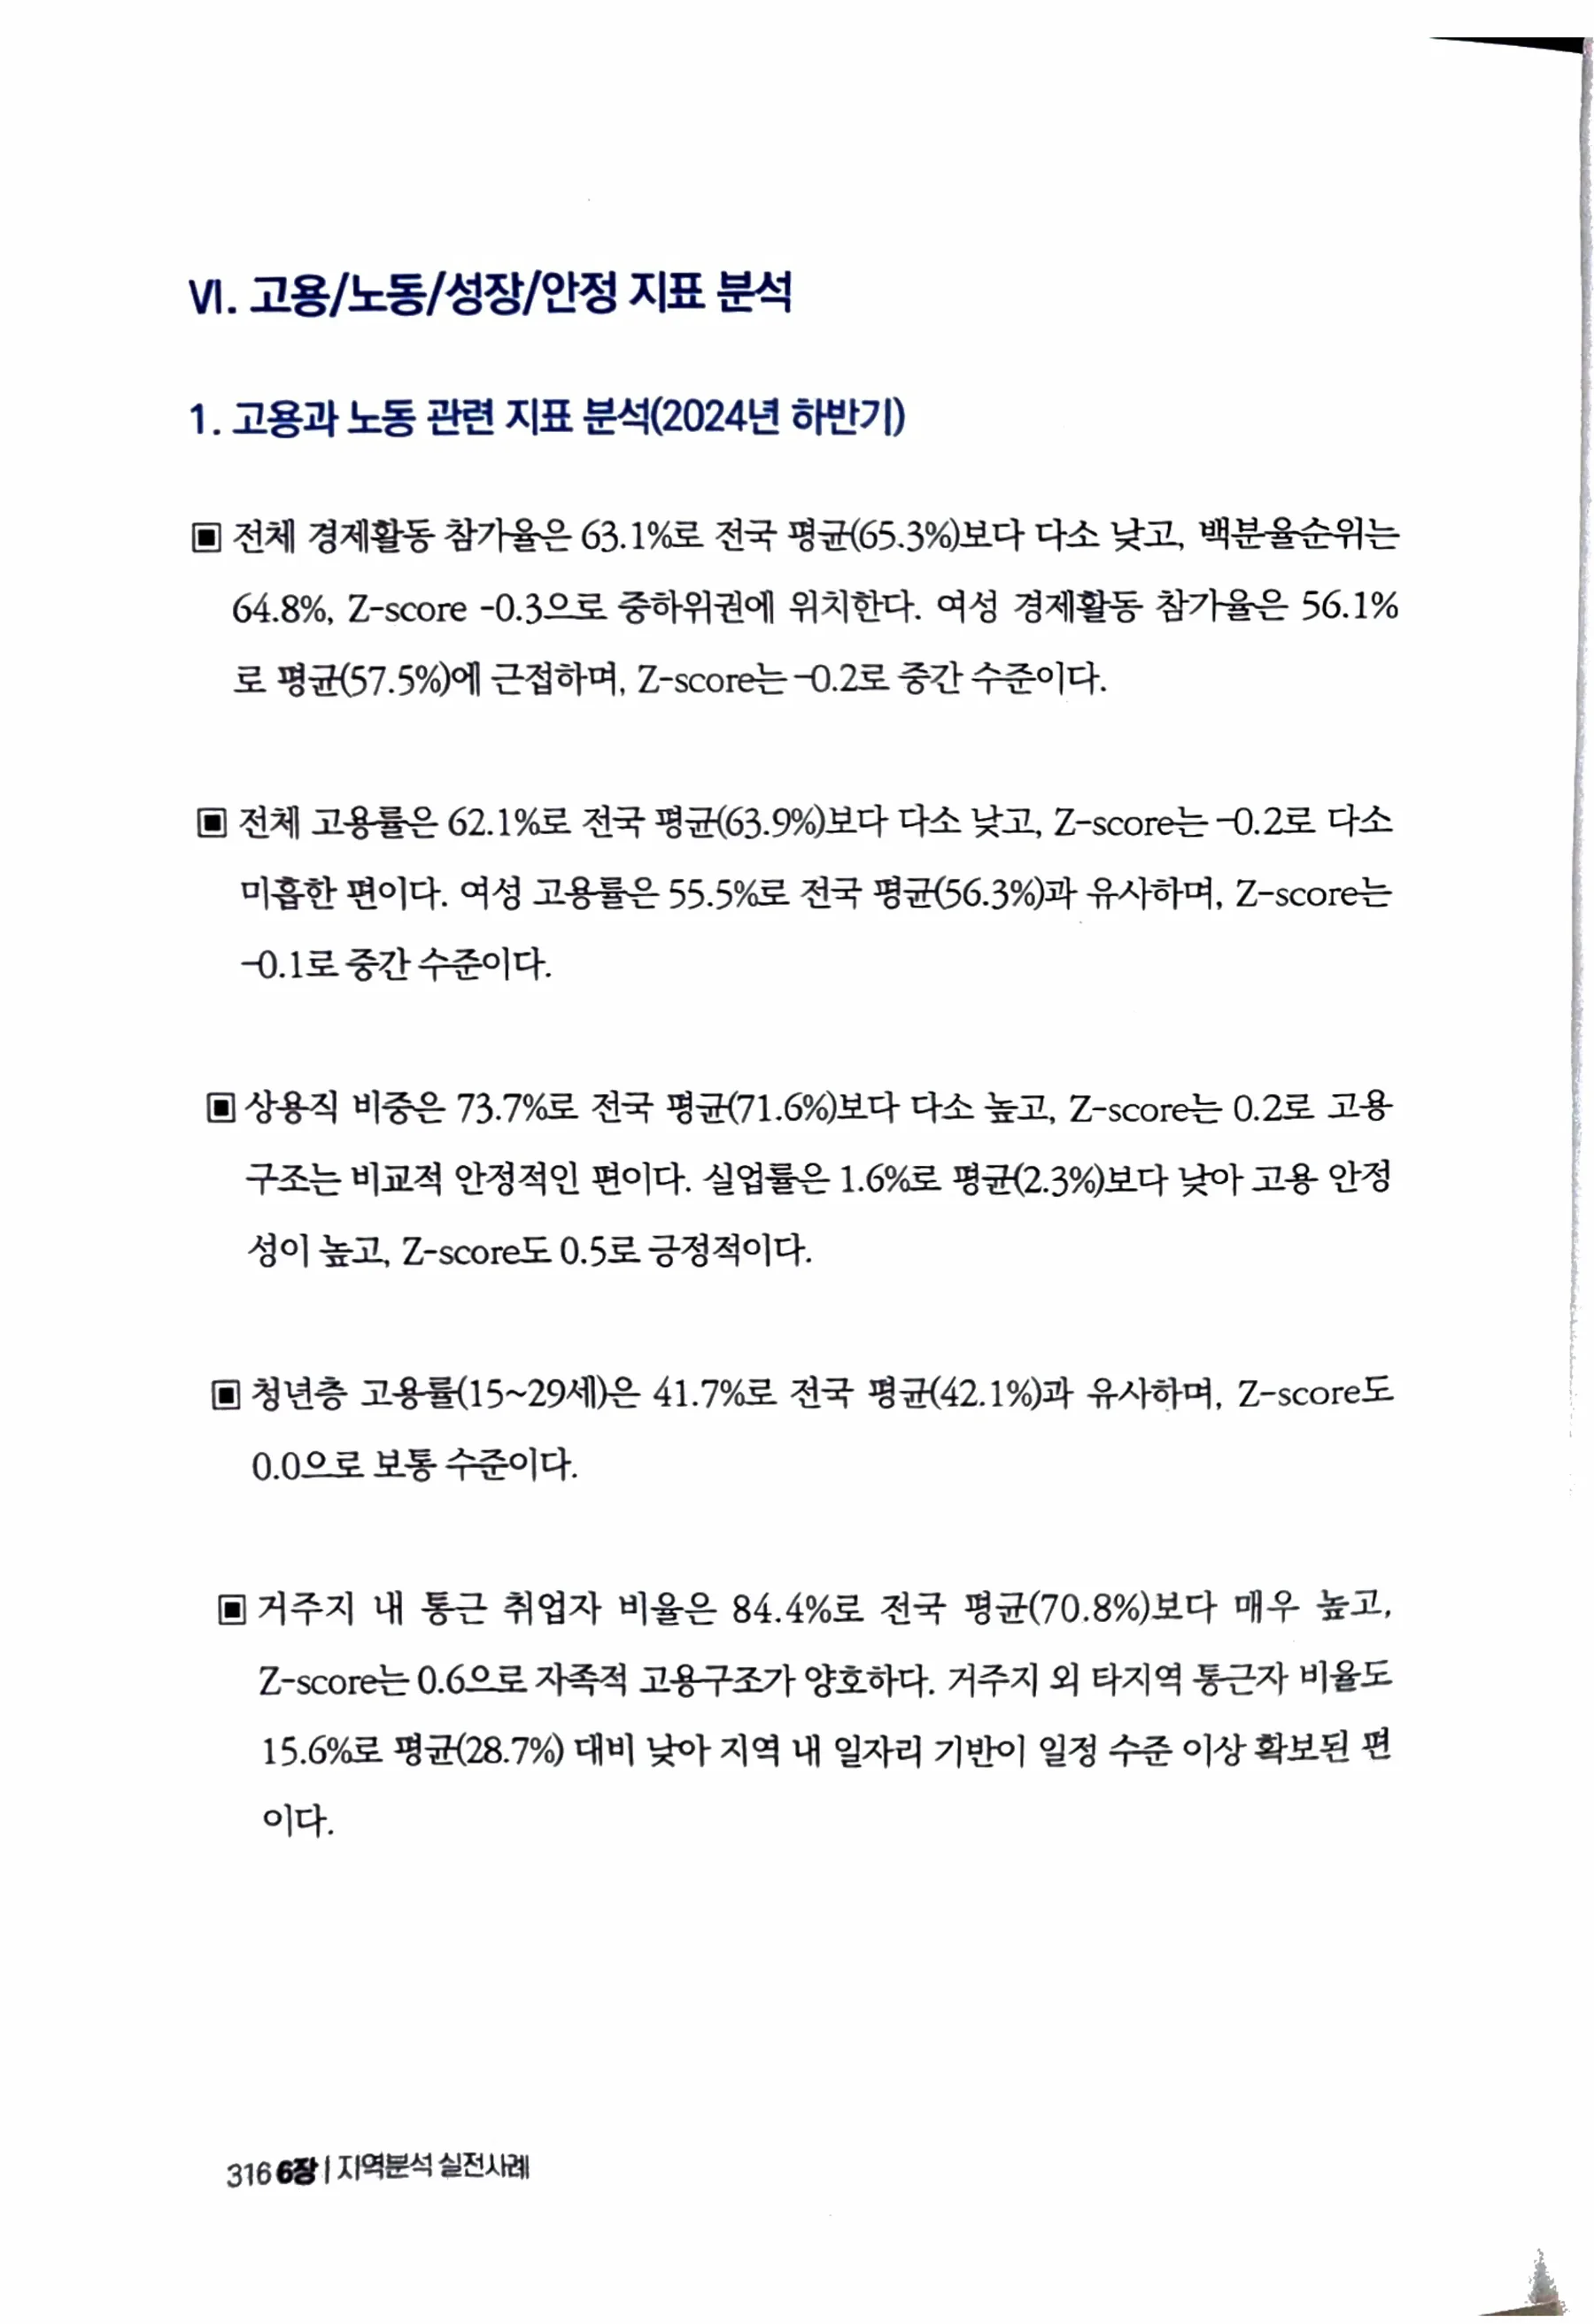 Ⅵ. 고용/노동/성장/안정 지표 분석
1. 고용과 노동 관련 지표 분석(2024년 하반기)
▣ 전체 경제활동 참가율은 63.1%로 전국 평균(65.3%)보다 다소 낮고, 백분율순위는
64.8%, Z-score -0.3으로 중하위권에 위치한다. 여성 경제활동 참가율은 56.1%
로 평균(57.5%)에 근접하며, Z-score는 -0.2로 중간 수준이다.
▣ 전체 고용률은 62.1%로 전국 평균(63.9%)보다 다소 낮고, Z-score는 -0.2로 다소
미흡한 편이다. 여성 고용률은 55.5%로 전국 평균(56.3%)과 유사하며, Z-score는
-0.1로 중간 수준이다.
▣ 상용직 비중은 73.7%로 전국 평균(71.6%)보다 다소 높고, Z-score는 0.2로 고용
구조는 비교적 안정적인 편이다. 실업률은 1.6%로 평균(2.3%)보다 낮아 고용 안정
성이 높고, Z-score도 0.5로 긍정적이다.
▣ 청년층 고용률(15~29세)은 41.7%로 전국 평균(42.1%)과 유사하며, Z-score도
0.0으로 보통 수준이다.
▣ 거주지 내 통근 취업자 비율은 84.4%로 전국 평균(70.8%)보다 매우 높고,
Z-score는 0.6으로 자족적 고용구조가 양호하다. 거주지 외 타지역 통근자 비율도
15.6%로 평균(28.7%) 대비 낮아 지역 내 일자리 기반이 일정 수준 이상 확보된 편
이다.
316 6장 | 지역분석 실전사례